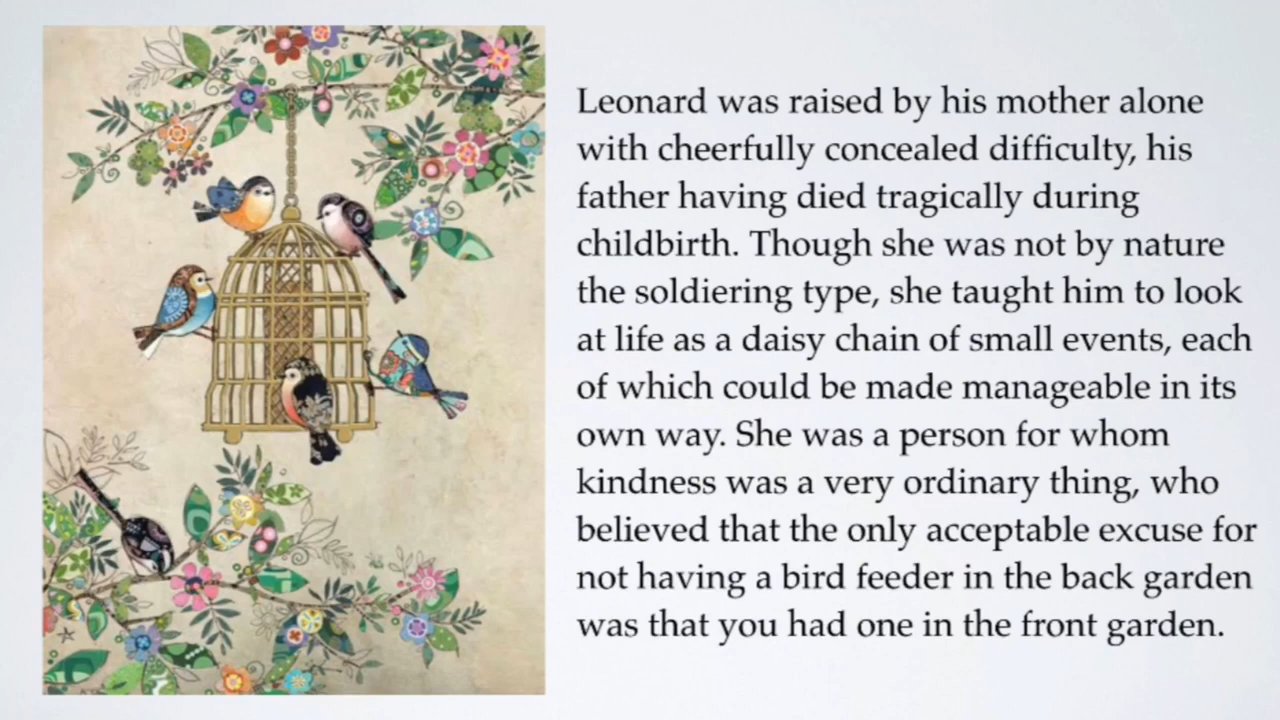 Leonard was raised by his mother alone
with cheerfully concealed difficulty, his
father having died tragically during
childbirth. Though she was not by nature
the soldiering type, she taught him to look
at life as a daisy chain of small events, each
of which could be made manageable in its
own way. She was a person for whom
kindness was a very ordinary thing, who
believed that the only acceptable excuse for
not having a bird feeder in the back garden
was that you had one in the front garden.